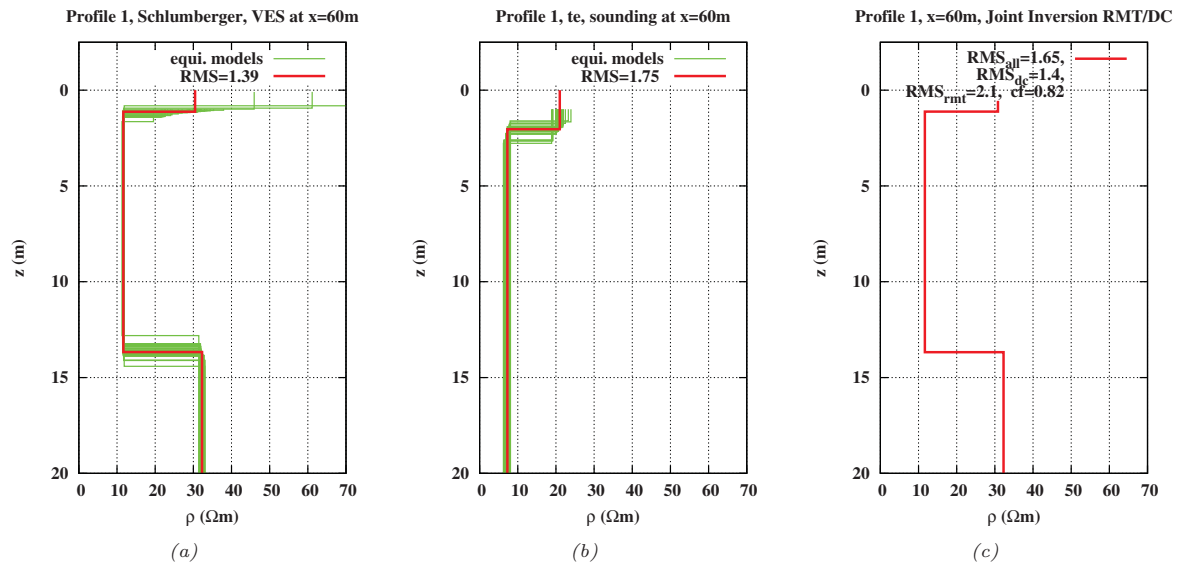 Profile 1, Schlumberger, VES at x=60m
equi. models
RMS=1.39
0
5
10
15
20
z (m)
0 10 20 30 40 50 60 70
ρ (Ωm)
(a)
Profile 1, te, sounding at x=60m
equi. models
RMS=1.75
0
5
10
15
20
z (m)
0 10 20 30 40 50 60 70
ρ (Ωm)
(b)
Profile 1, x=60m, Joint Inversion RMT/DC
RMS_all=1.65,
RMS_dc=1.4,
RMS_rmt=2.1, cf=0.82
0
5
10
15
20
z (m)
0 10 20 30 40 50 60 70
ρ (Ωm)
(c)